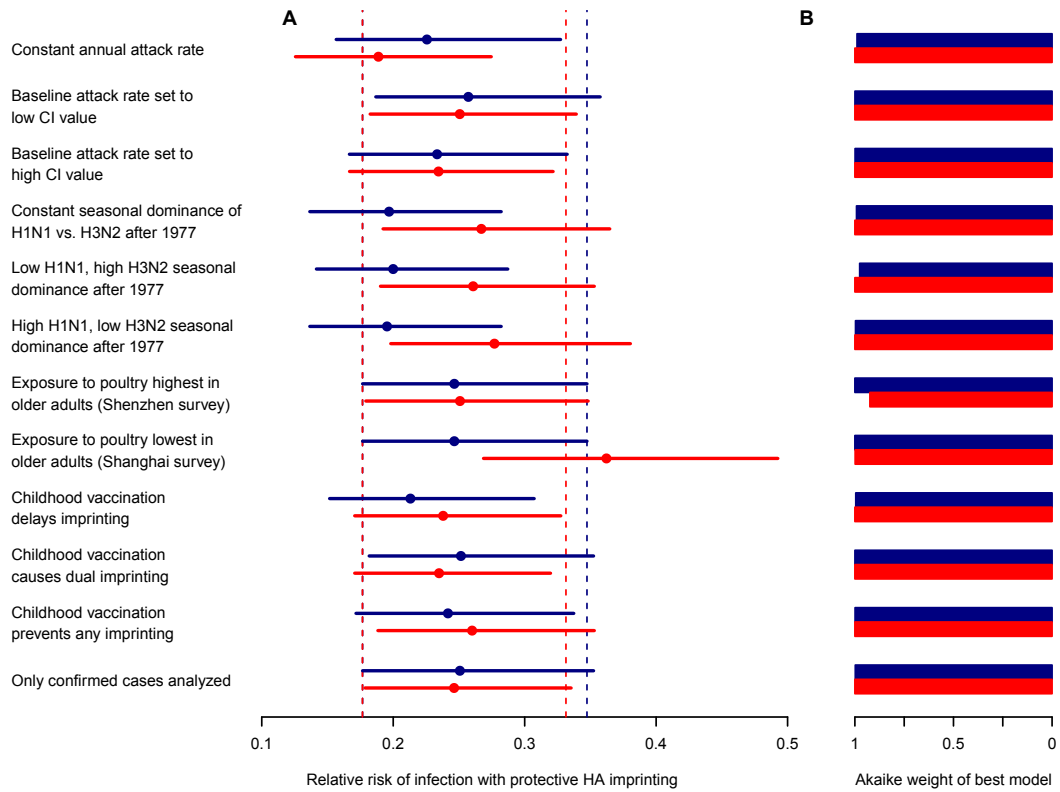 A
B
Constant annual attack rate
Baseline attack rate set to
low CI value
Baseline attack rate set to
high CI value
Constant seasonal dominance of
H1N1 vs. H3N2 after 1977
Low H1N1, high H3N2 seasonal
dominance after 1977
High H1N1, low H3N2 seasonal
dominance after 1977
Exposure to poultry highest in
older adults (Shenzhen survey)
Exposure to poultry lowest in
older adults (Shanghai survey)
Childhood vaccination
delays imprinting
Childhood vaccination
causes dual imprinting
Childhood vaccination
prevents any imprinting
Only confirmed cases analyzed
0.1 0.2 0.3 0.4 0.5
1 0.5 0
Relative risk of infection with protective HA imprinting
Akaike weight of best model